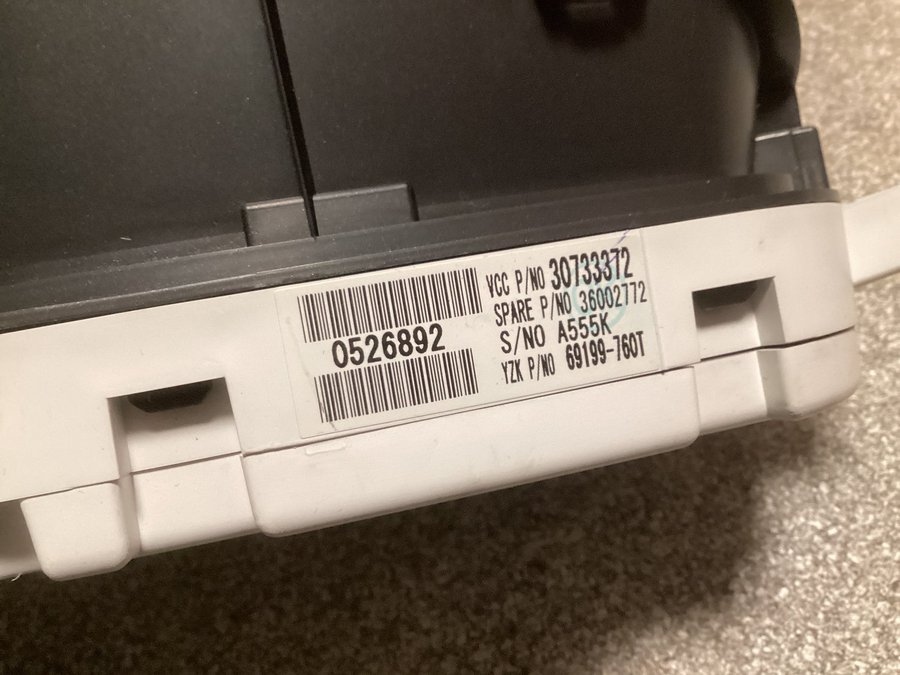 0526892
VCC P/NO 30733372
SPARE P/NO 36002772
S/NO A555K
YZK P/NO 69199-760T